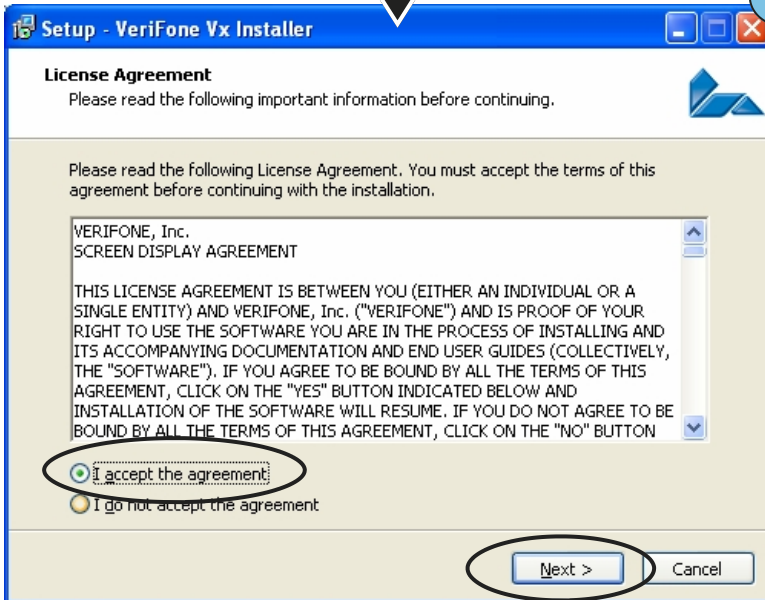 Setup - VeriFone Vx Installer
License Agreement
Please read the following important information before continuing.
Please read the following License Agreement. You must accept the terms of this
agreement before continuing with the installation.
VERIFONE, Inc.
SCREEN DISPLAY AGREEMENT
THIS LICENSE AGREEMENT IS BETWEEN YOU (EITHER AN INDIVIDUAL OR A
SINGLE ENTITY) AND VERIFONE, Inc. ("VERIFONE") AND IS PROOF OF YOUR
RIGHT TO USE THE SOFTWARE YOU ARE IN THE PROCESS OF INSTALLING AND
ITS ACCOMPANYING DOCUMENTATION AND END USER GUIDES (COLLECTIVELY,
THE "SOFTWARE"). IF YOU AGREE TO BE BOUND BY ALL THE TERMS OF THIS
AGREEMENT, CLICK ON THE "YES" BUTTON INDICATED BELOW AND
INSTALLATION OF THE SOFTWARE WILL RESUME. IF YOU DO NOT AGREE TO BE
BOUND BY ALL THE TERMS OF THIS AGREEMENT, CLICK ON THE "NO" BUTTON
I accept the agreement
I do not accept the agreement
Next >
Cancel